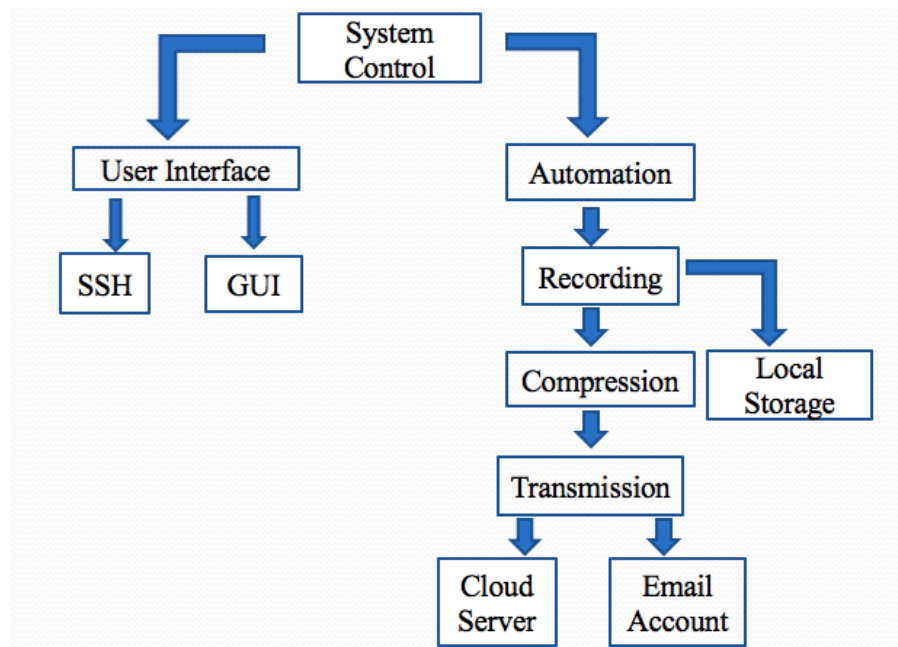 System
Control
User Interface
Automation
SSH
GUI
Recording
Compression
Local
Storage
Transmission
Cloud
Server
Email
Account